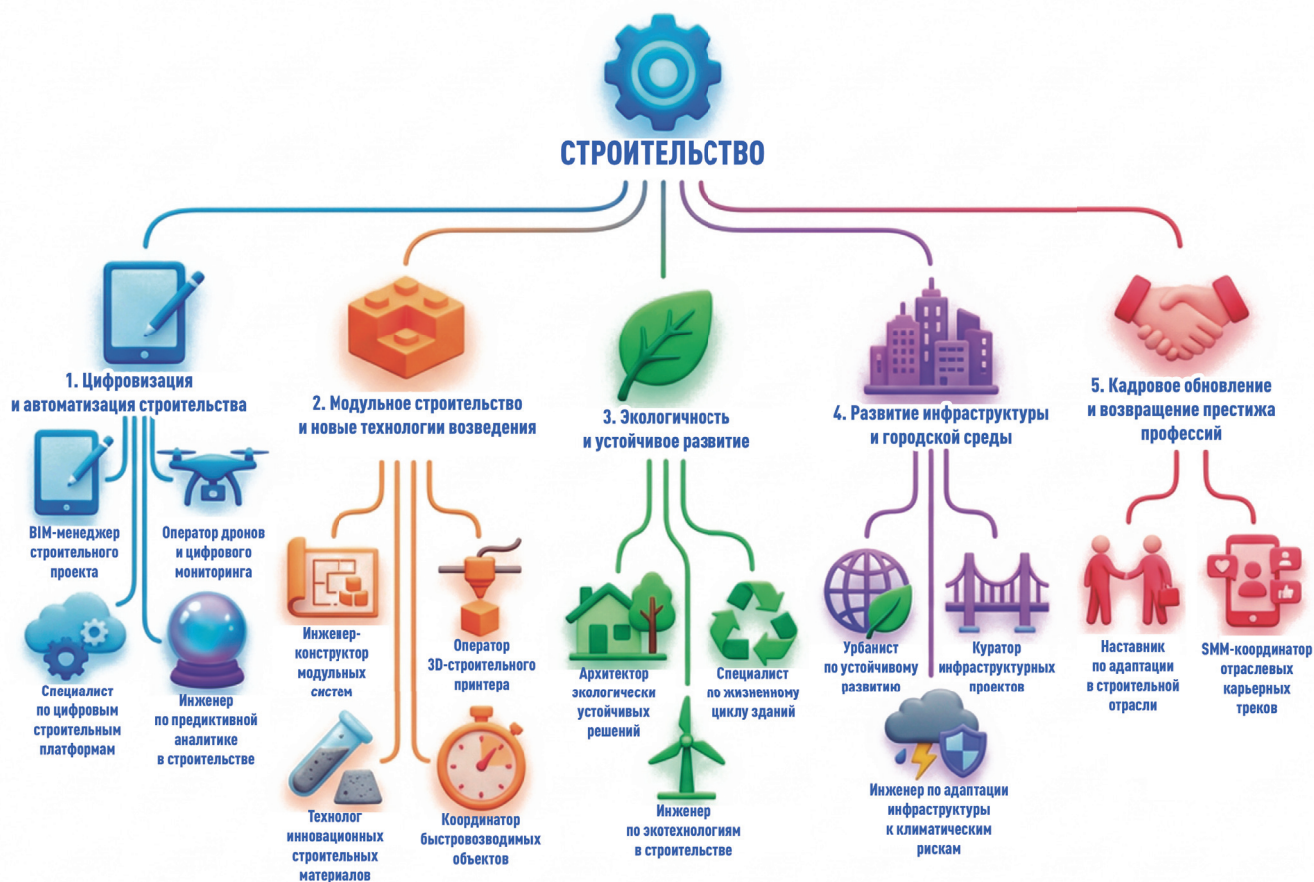 СТРОИТЕЛЬСТВО
1. Цифровизация
и автоматизация строительства
BIM-менеджер
строительного
проекта
Оператор дронов
и цифрового
мониторинга
Специалист
по цифровым
строительным
платформам
Инженер
по предиктивной
аналитике
в строительстве
2. Модульное строительство
и новые технологии возведения
Инженер-
конструктор
модульных
систем
Оператор
3D-строительного
принтера
Технолог
инновационных
строительных
материалов
Координатор
быстровозводимых
объектов
3. Экологичность
и устойчивое развитие
Архитектор
экологически
устойчивых
решений
Специалист
по жизненному
циклу зданий
Инженер
по экотехнологиям
в строительстве
4. Развитие инфраструктуры
и городской среды
Урбанист
по устойчивому
развитию
Куратор
инфраструктурных
проектов
Инженер по адаптации
инфраструктуры
к климатическим
рискам
5. Кадровое обновление
и возвращение престижа
профессий
Наставник
по адаптации
в строительной
отрасли
SMM-координатор
отраслевых
карьерных
треков